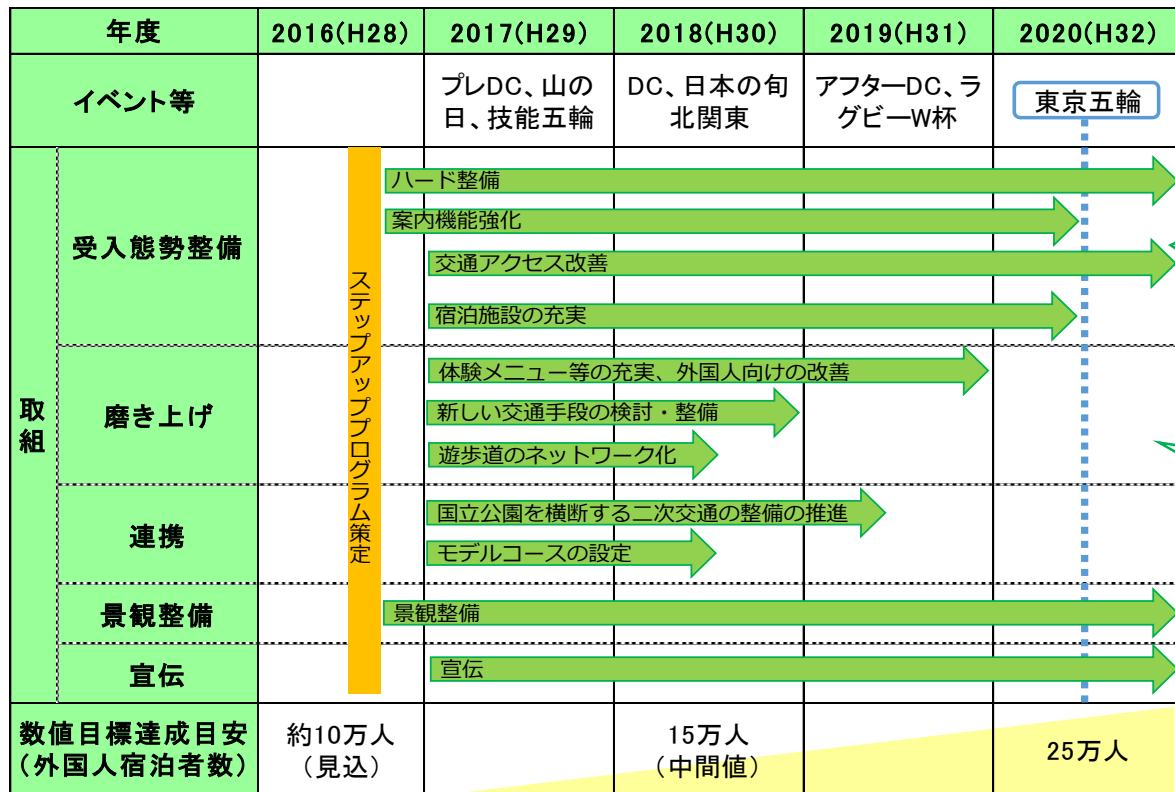 年度
2016(H28)
2017(H29)
2018(H30)
2019(H31)
2020(H32)
イベント等
プレDC、山の
日、技能五輪
DC、日本の旬
北関東
アフターDC、ラ
グビーW杯
東京五輪
取組
ステップアッププログラム策定
受入態勢整備
ハード整備
案内機能強化
交通アクセス改善
宿泊施設の充実
磨き上げ
体験メニュー等の充実、外国人向けの改善
新しい交通手段の検討・整備
遊歩道のネットワーク化
連携
国立公園を横断する二次交通の整備の推進
モデルコースの設定
景観整備
景観整備
宣伝
宣伝
数値目標達成目安
（外国人宿泊者数）
約10万人
（見込）
15万人
（中間値）
25万人